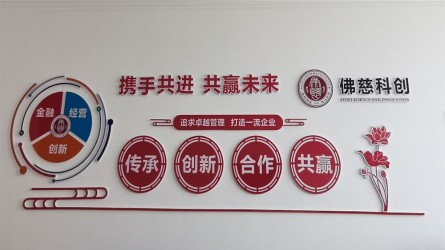 携手共进 共赢未来
佛慈科创
金融
经营
创新
追求卓越管理 打造一流企业
传承
创新
合作
共赢